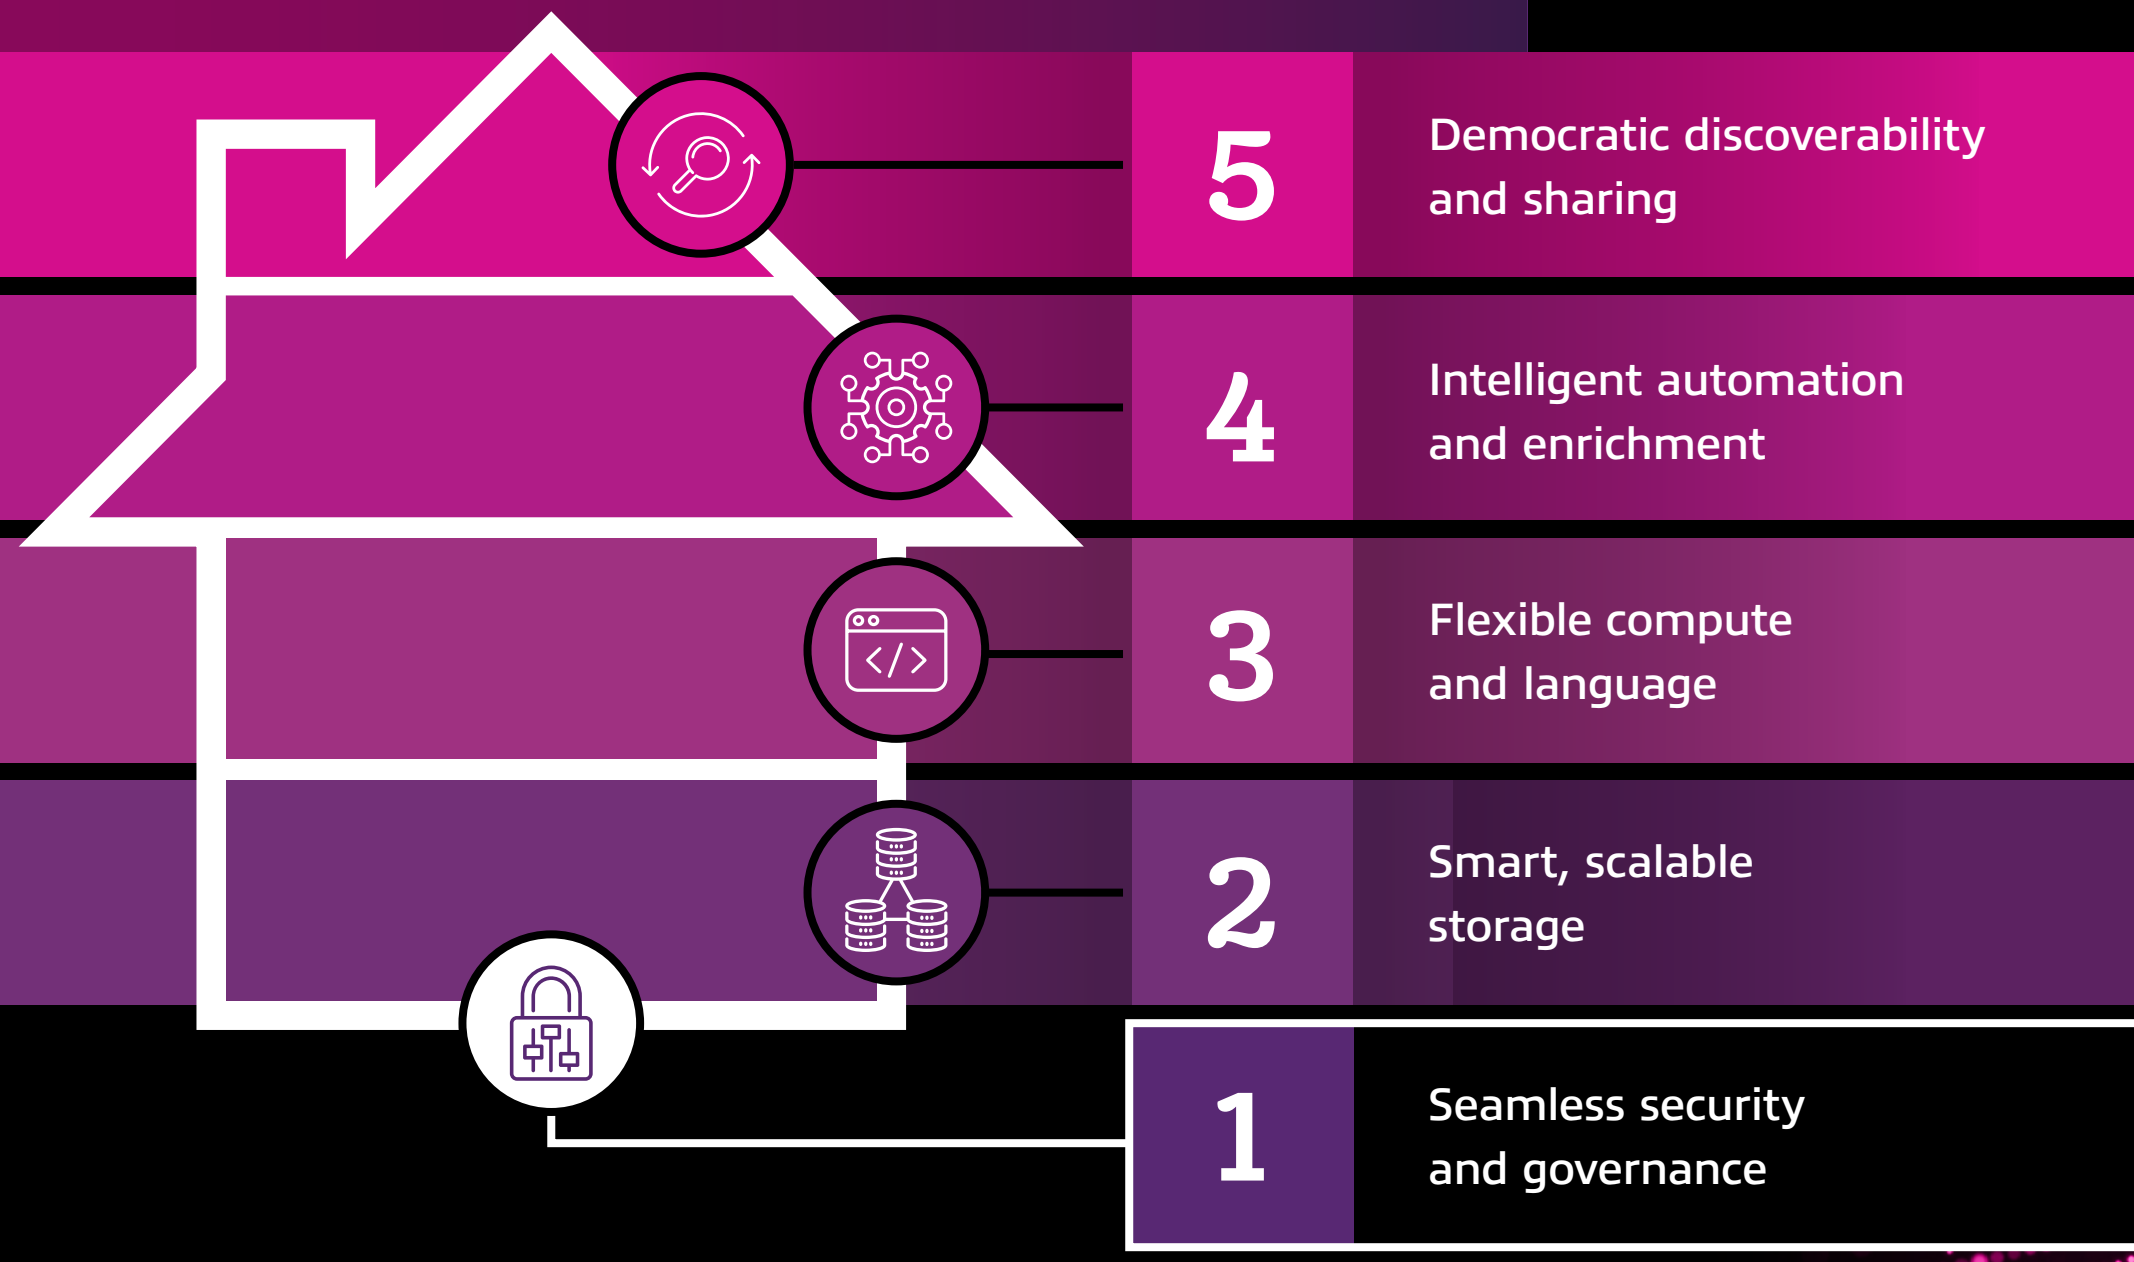 5
Democratic discoverability
and sharing
4
Intelligent automation
and enrichment
3
Flexible compute
and language
2
Smart, scalable
storage
1
Seamless security
and governance